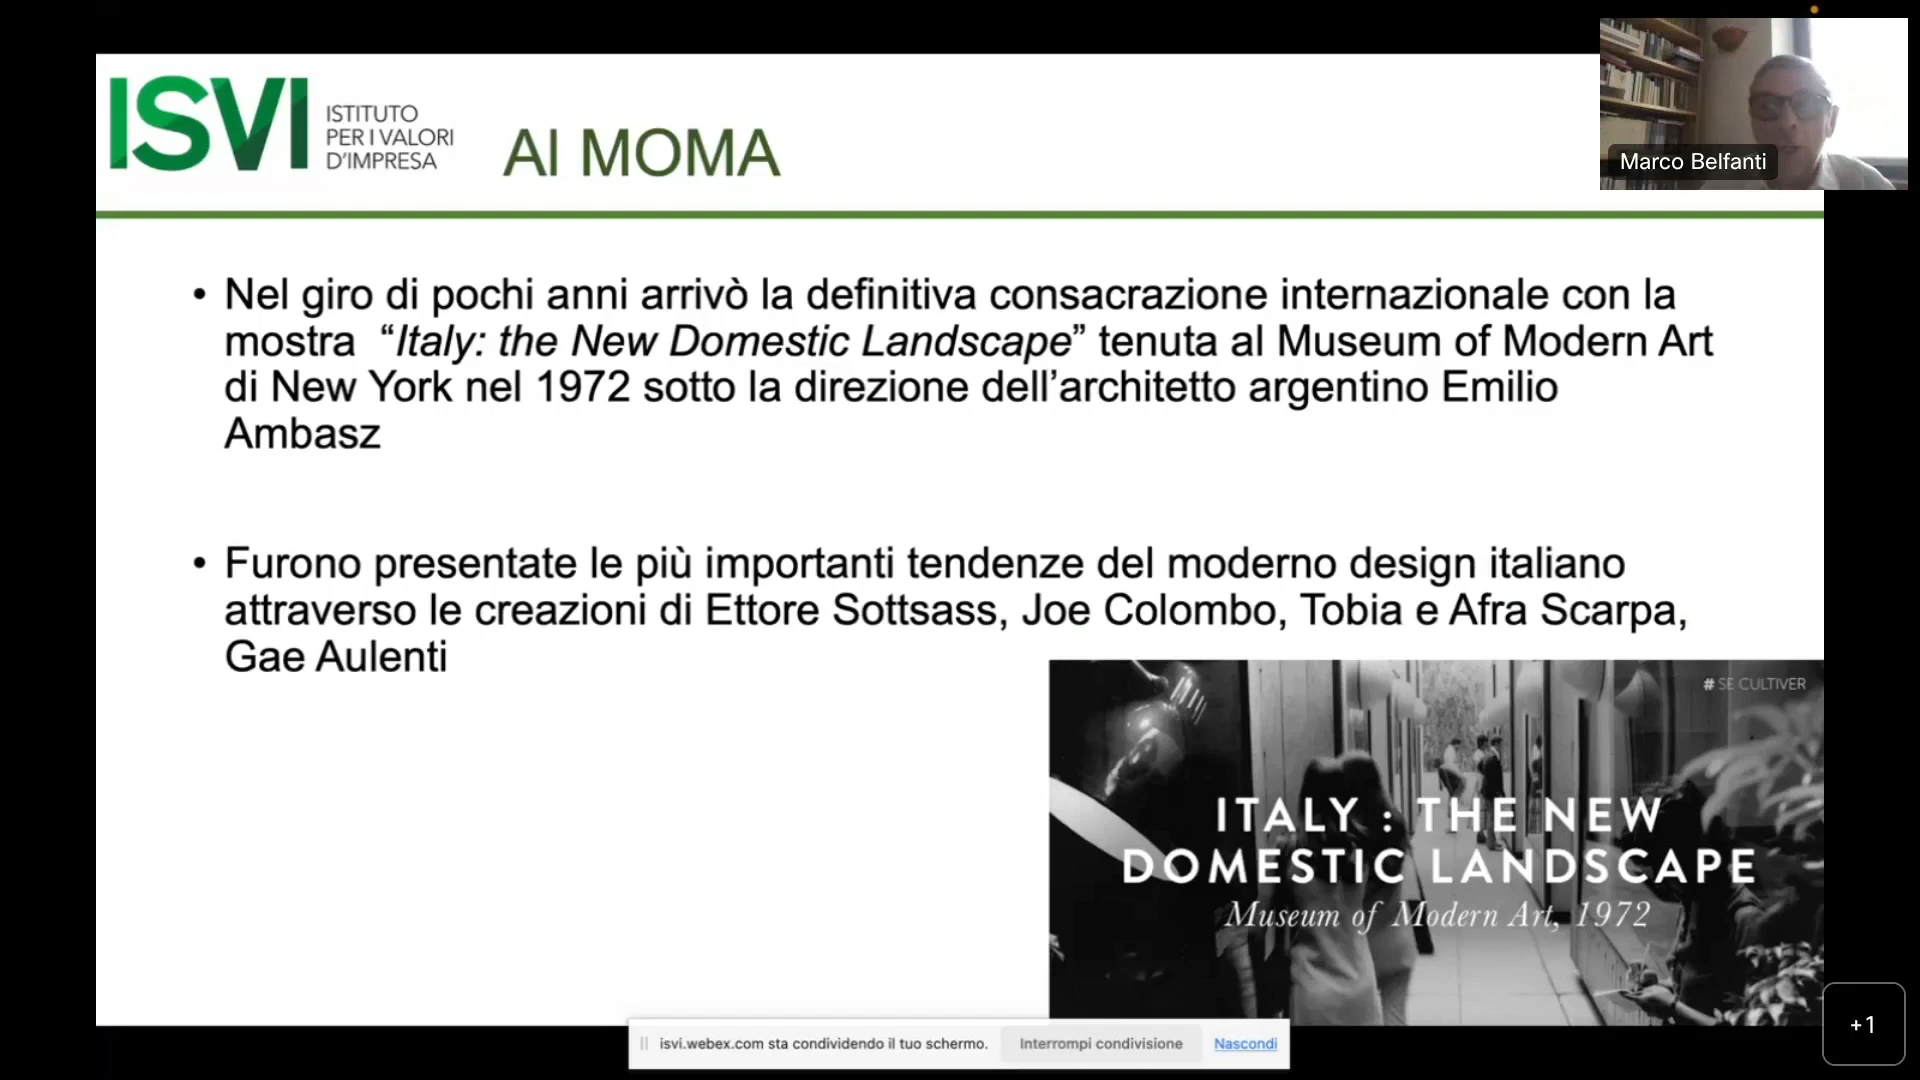 ISVI
ISTITUTO
PER I VALORI
D'IMPRESA
Al MOMA
Marco Belfanti
• Nel giro di pochi anni arrivò la definitiva consacrazione internazionale con la
mostra “Italy: the New Domestic Landscape” tenuta al Museum of Modern Art
di New York nel 1972 sotto la direzione dell’architetto argentino Emilio
Ambasz
• Furono presentate le più importanti tendenze del moderno design italiano
attraverso le creazioni di Ettore Sottsass, Joe Colombo, Tobia e Afra Scarpa,
Gae Aulenti
# SE CULTIVER
ITALY : THE NEW
DOMESTIC LANDSCAPE
Museum of Modern Art, 1972
isvi.webex.com sta condividendo il tuo schermo.
Interrompi condivisione
Nascondi
+1